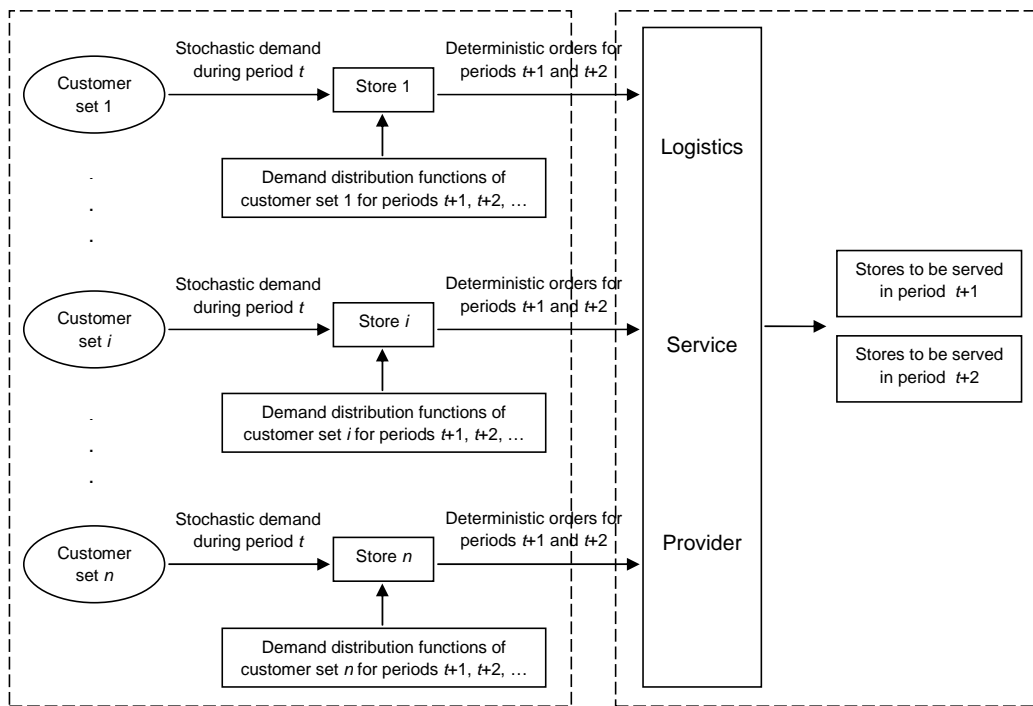 Stochastic demand
during period t
Deterministic orders for
periods t+1 and t+2
Customer
set 1
Store 1
Demand distribution functions of
customer set 1 for periods t+1, t+2, …
.
.
.
Logistics
Stochastic demand
during period t
Deterministic orders for
periods t+1 and t+2
Customer
set i
Store i
Demand distribution functions of
customer set i for periods t+1, t+2, …
.
.
.
Service
Stores to be served
in period t+1
Stores to be served
in period t+2
Stochastic demand
during period t
Deterministic orders for
periods t+1 and t+2
Customer
set n
Store n
Demand distribution functions of
customer set n for periods t+1, t+2, …
Provider